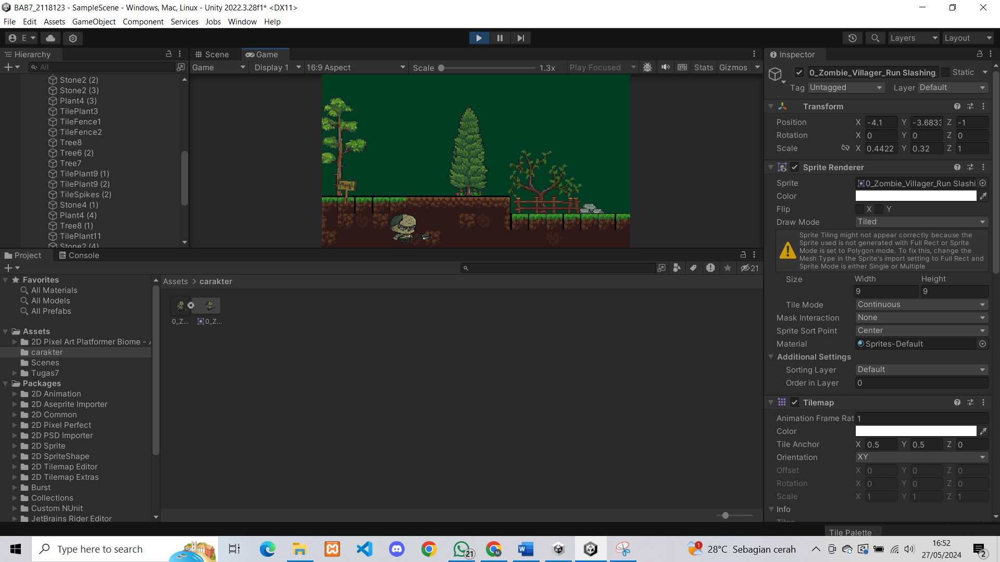 BAB7_2118123 - SampleScene - Windows, Mac, Linux - Unity 2022.3.28f1* <DX11>
File Edit Assets GameObject Component Services Jobs Window Help
E Layers Layout
Hierarchy
All
Stone2 (2)
Stone2 (3)
Plant4 (3)
TilePlant3
TileFence1
TileFence2
Tree8
Tree6 (2)
Tree7
TilePlant9 (1)
TilePlant9 (2)
TileSpikes (2)
Stone4 (1)
Plant4 (4)
Tree8 (1)
TilePlant11
Stone2 (4)
Scene Game
Game Display 1 16:9 Aspect Scale 1.3x Play Focused Stats Gizmos
Inspector
0_Zombie_Villager_Run Slashing_ Static
Tag Untagged Layer Default
Transform
Position X -4.1 Y -3.6833 Z -1
Rotation X 0 Y 0 Z 0
Scale X 0.4422 Y 0.32 Z 1
Sprite Renderer
Sprite 0_Zombie_Villager_Run Slashi
Color
Flip X Y
Draw Mode Tiled
Sprite Tiling might not appear correctly because the
Sprite used is not generated with Full Rect or Sprite
Mode is set to Polygon mode. To fix this, change the
Mesh Type in the Sprite's import setting to Full Rect and
Sprite Mode is either Single or Multiple
Size Width Height
9 9
Tile Mode Continuous
Mask Interaction None
Sprite Sort Point Center
Material Sprites-Default
Additional Settings
Sorting Layer Default
Order in Layer 0
Tilemap
Animation Frame Rat 1
Color
Tile Anchor X 0.5 Y 0.5 Z 0
Orientation XY
Offset X 0 Y 0 Z 0
Rotation X 0 Y 0 Z 0
Scale X 1 Y 1 Z 1
Info
Tiles
Tile Palette
Project Console
21
Favorites
All Materials
All Models
All Prefabs
Assets
2D Pixel Art Platformer Biome -
carakter
Scenes
Tugas7
Packages
2D Animation
2D Aseprite Importer
2D Common
2D Pixel Perfect
2D PSD Importer
2D Sprite
2D SpriteShape
2D Tilemap Editor
2D Tilemap Extras
Burst
Collections
Custom NUnit
JetBrains Rider Editor
Assets > carakter
0_Z... 0_Z...
Type here to search
21
1
28°C Sebagian cerah
16:52
27/05/2024
2